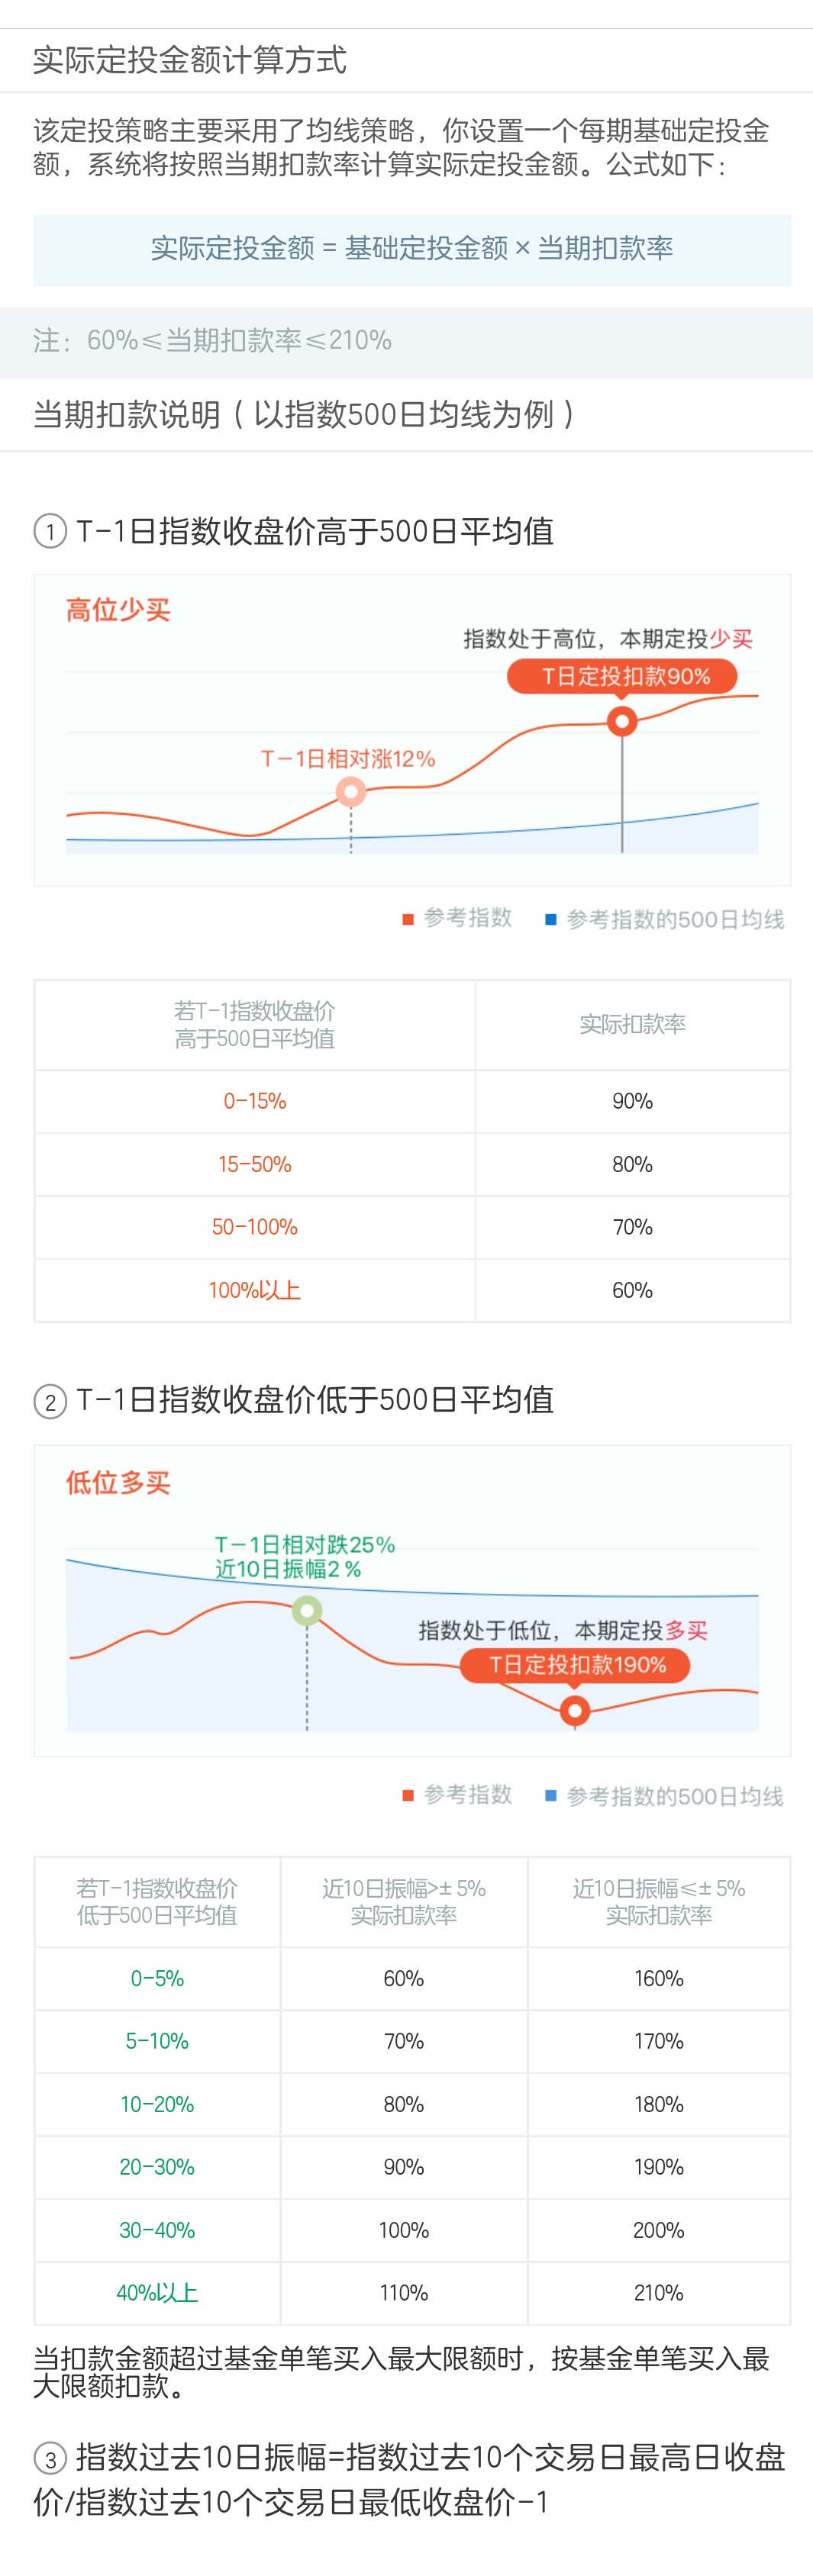 实际定投金额计算方式
该定投策略主要采用了均线策略，你设置一个每期基础定投金
额，系统将按照当期扣款率计算实际定投金额。公式如下：
实际定投金额 = 基础定投金额 × 当期扣款率
注：60%≤当期扣款率≤210%
当期扣款说明（以指数500日均线为例）
① T-1日指数收盘价高于500日平均值
高位少买
指数处于高位，本期定投少买
T日定投扣款90%
T-1日相对涨12%
参考指数 参考指数的500日均线
若T-1指数收盘价
高于500日平均值
实际扣款率
0-15% 90%
15-50% 80%
50-100% 70%
100%以上 60%
② T-1日指数收盘价低于500日平均值
低位多买
T-1日相对跌25%
近10日振幅2%
指数处于低位，本期定投多买
T日定投扣款190%
参考指数 参考指数的500日均线
若T-1指数收盘价
低于500日平均值
近10日振幅>±5%
实际扣款率
近10日振幅≤±5%
实际扣款率
0-5% 60% 160%
5-10% 70% 170%
10-20% 80% 180%
20-30% 90% 190%
30-40% 100% 200%
40%以上 110% 210%
当扣款金额超过基金单笔买入最大限额时，按基金单笔买入最
大限额扣款。
③ 指数过去10日振幅=指数过去10个交易日最高日收盘
价/指数过去10个交易日最低收盘价-1